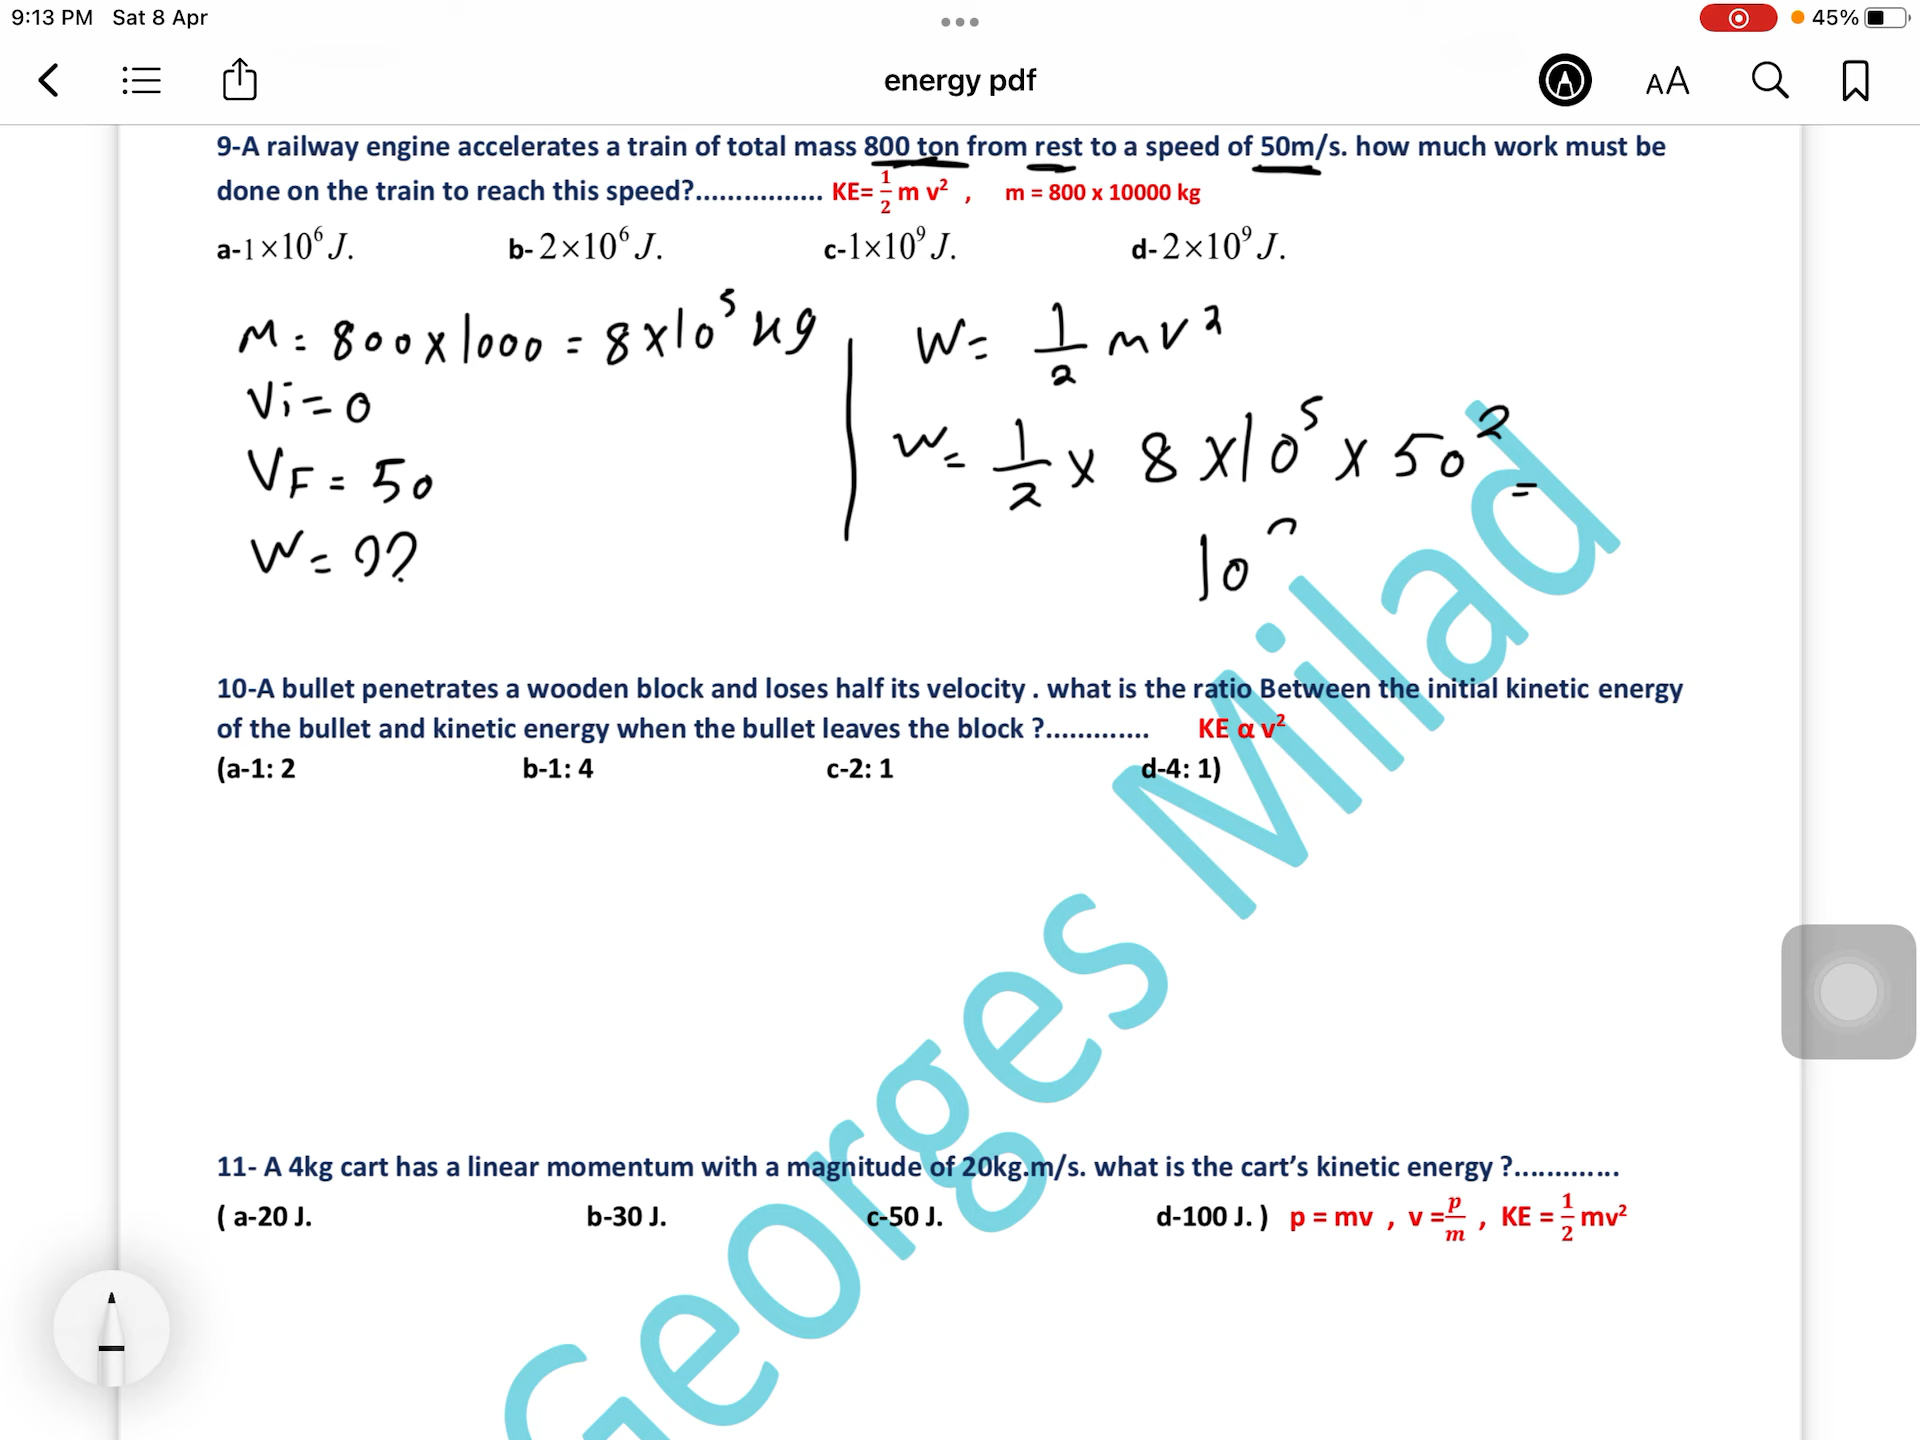 9:13 PM Sat 8 Apr
45%
energy pdf
AA
9-A railway engine accelerates a train of total mass 800 ton from rest to a speed of 50m/s. how much work must be
done on the train to reach this speed?................ KE= 1/2 m v² , m = 800 x 10000 kg
a-1×10⁶ J. b- 2×10⁶ J. c-1×10⁹ J. d- 2×10⁹ J.
M = 800 x 1000 = 8 x 10⁵ kg
Vi = 0
VF = 50
W = ??
W = 1/2 mv²
W = 1/2 x 8 x 10⁵ x 50² =
10
10-A bullet penetrates a wooden block and loses half its velocity . what is the ratio Between the initial kinetic energy
of the bullet and kinetic energy when the bullet leaves the block ?............. KE α v²
(a-1: 2 b-1: 4 c-2: 1 d-4: 1)
11- A 4kg cart has a linear momentum with a magnitude of 20kg.m/s. what is the cart’s kinetic energy ?.............
( a-20 J. b-30 J. c-50 J. d-100 J. ) p = mv , v = p/m , KE = 1/2 mv²
Georges Milad